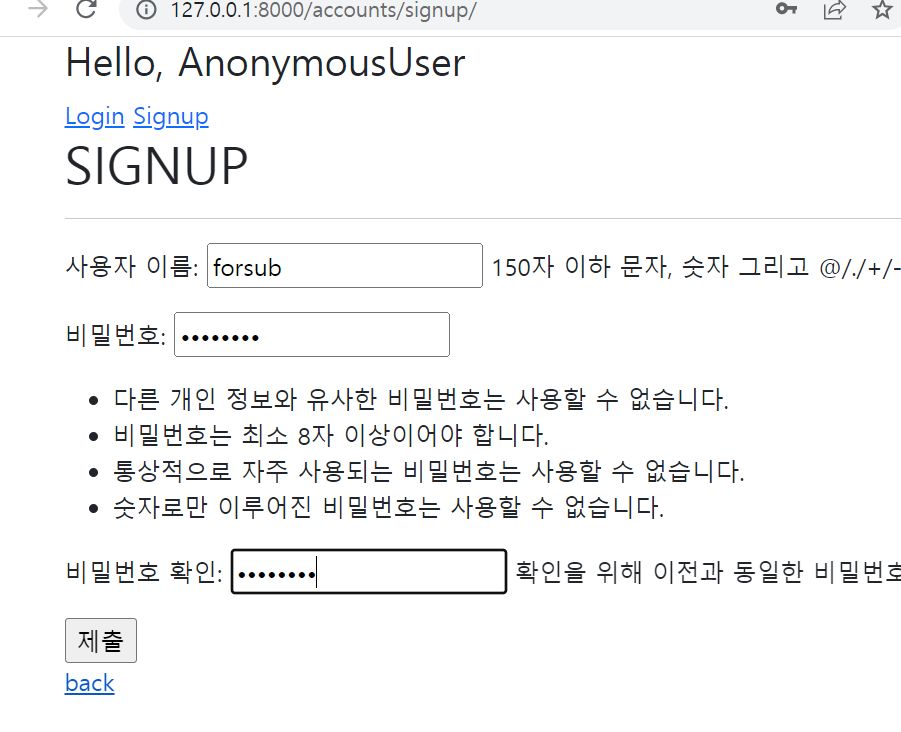 127.0.0.1:8000/accounts/signup/
Hello, AnonymousUser
Login Signup
SIGNUP
사용자 이름: forsub 150자 이하 문자, 숫자 그리고 @/./+/-
비밀번호: ••••••••
• 다른 개인 정보와 유사한 비밀번호는 사용할 수 없습니다.
• 비밀번호는 최소 8자 이상이어야 합니다.
• 통상적으로 자주 사용되는 비밀번호는 사용할 수 없습니다.
• 숫자로만 이루어진 비밀번호는 사용할 수 없습니다.
비밀번호 확인: •••••••• 확인을 위해 이전과 동일한 비밀번호
제출
back